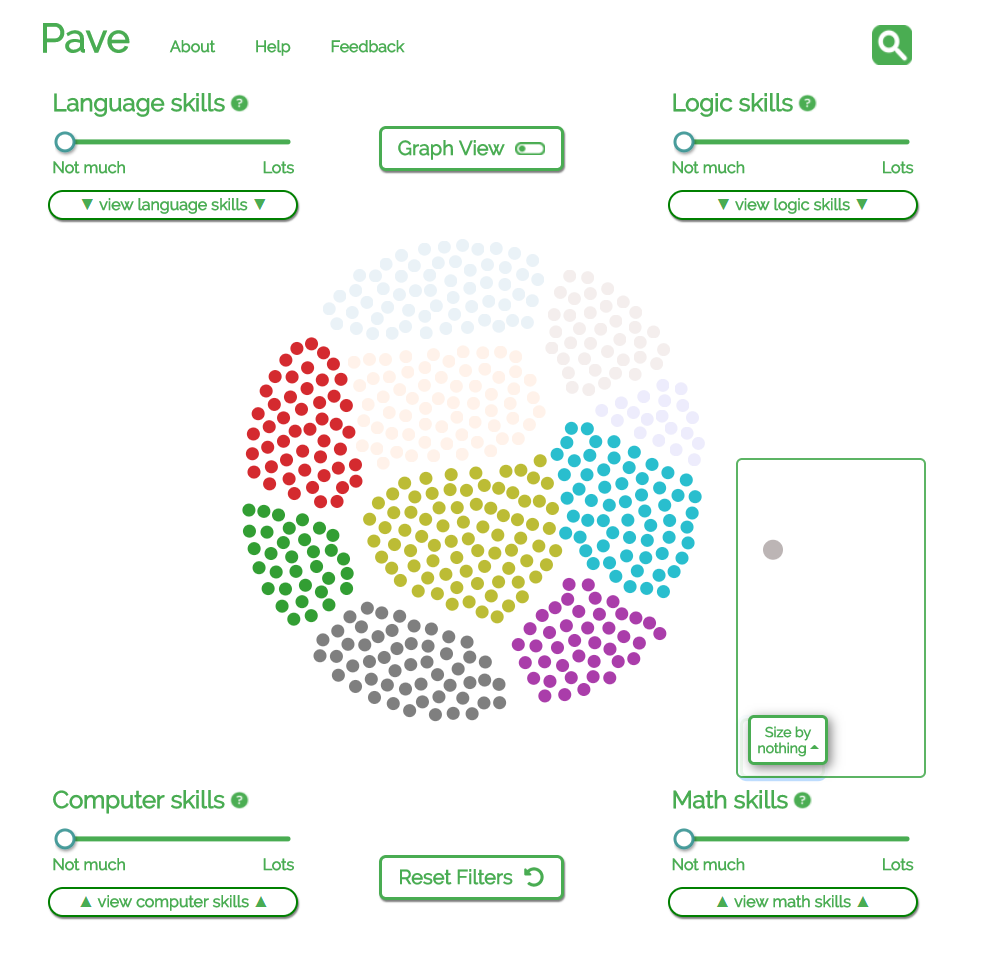 Pave
About
Help
Feedback
Language skills ?
Not much
Lots
▼ view language skills ▼
Graph View
Logic skills ?
Not much
Lots
▼ view logic skills ▼
Size by
nothing
Computer skills ?
Not much
Lots
▲ view computer skills ▲
Reset Filters
Math skills ?
Not much
Lots
▲ view math skills ▲